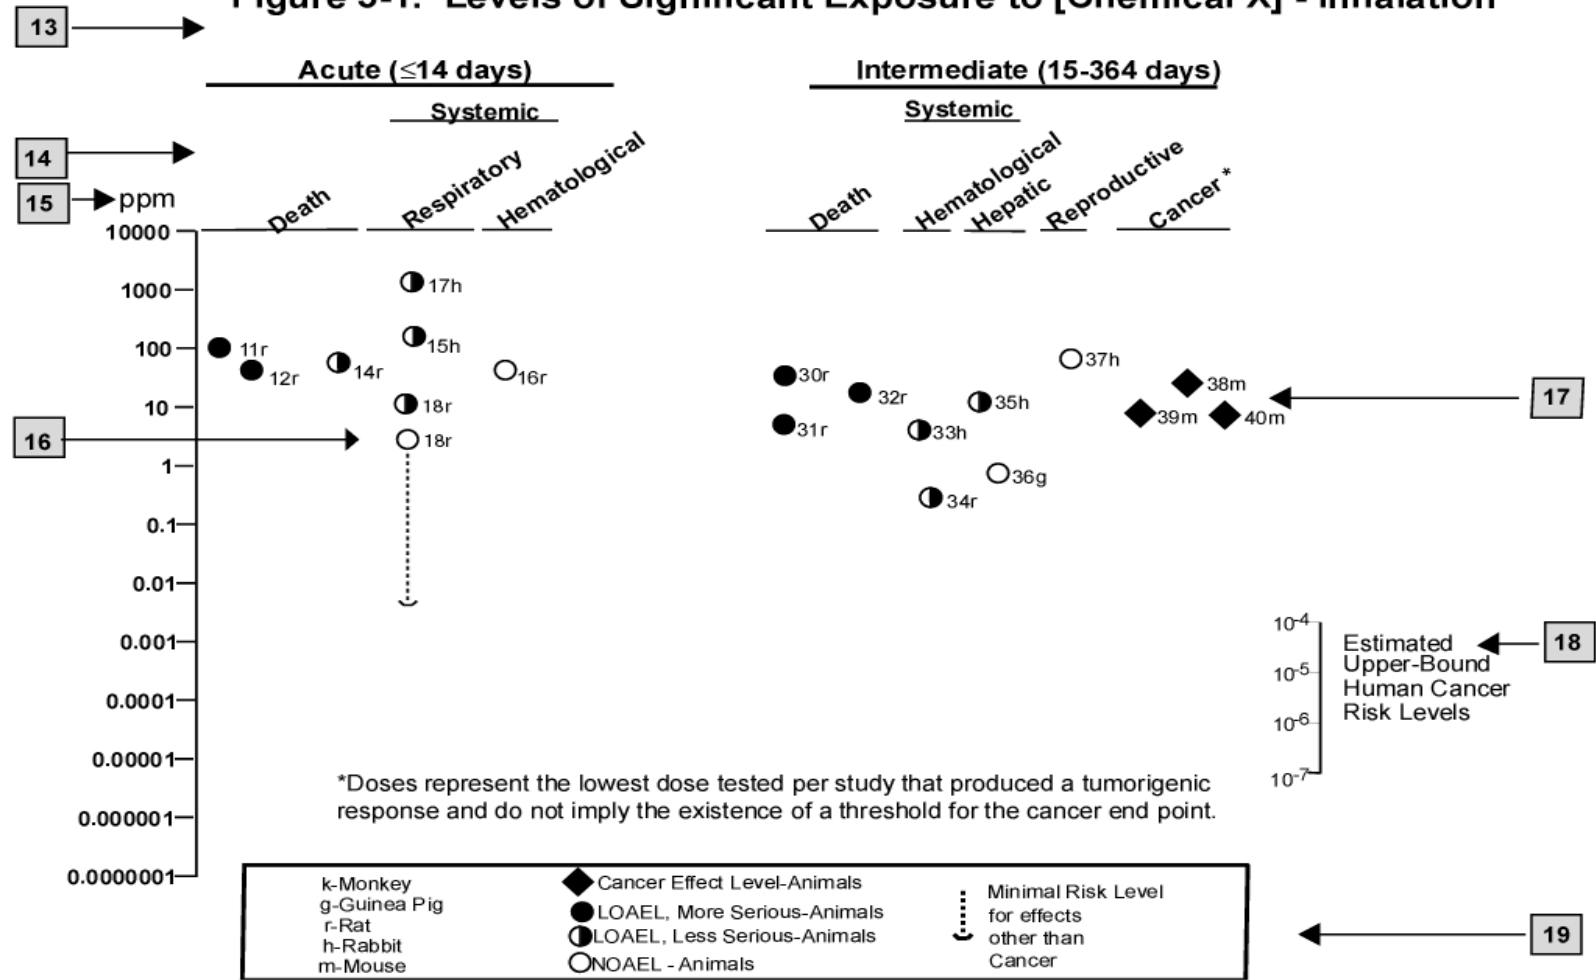 Figure 3-1. Levels of Significant Exposure to [Chemical X] - Inhalation
13
Acute (≤14 days)
Intermediate (15-364 days)
Systemic
Systemic
14
15
ppm
Death
Respiratory
Hematological
Death
Hematological
Hepatic
Reproductive
Cancer *
10000
1000
100
10
1
0.1
0.01
0.001
0.0001
0.00001
0.000001
0.0000001
17h
11r
15h
12r
14r
16r
18r
18r
16
30r
32r
31r
33h
34r
35h
36g
37h
38m
39m
40m
17
10-4
10-5
10-6
10-7
Estimated
Upper-Bound
Human Cancer
Risk Levels
18
*Doses represent the lowest dose tested per study that produced a tumorigenic
response and do not imply the existence of a threshold for the cancer end point.
k-Monkey
g-Guinea Pig
r-Rat
h-Rabbit
m-Mouse
Cancer Effect Level-Animals
LOAEL, More Serious-Animals
LOAEL, Less Serious-Animals
NOAEL - Animals
Minimal Risk Level
for effects
other than
Cancer
19